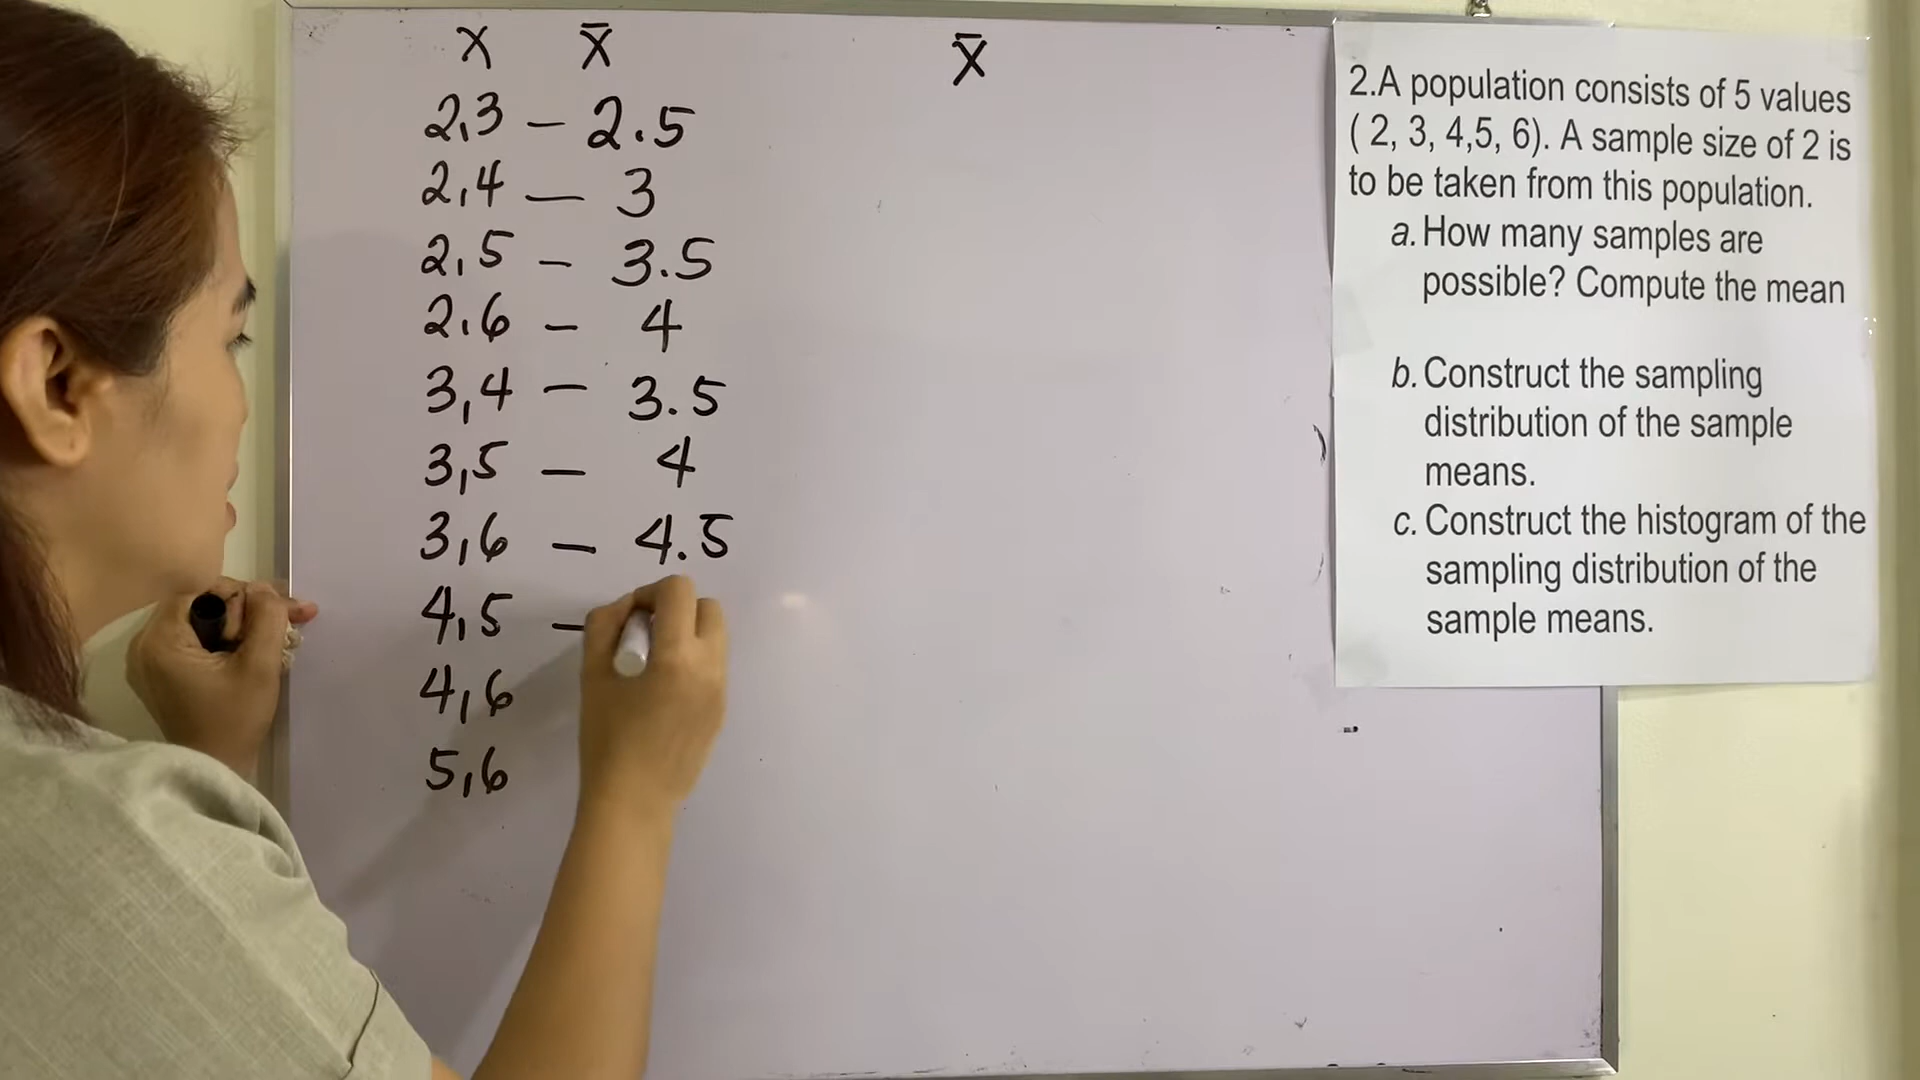 X X̄
2,3 – 2.5
2,4 – 3
2,5 – 3.5
2,6 – 4
3,4 – 3.5
3,5 – 4
3,6 – 4.5
4,5 –
4,6
5,6
X̄
2.A population consists of 5 values
( 2, 3, 4,5, 6). A sample size of 2 is
to be taken from this population.
a. How many samples are
possible? Compute the mean
b. Construct the sampling
distribution of the sample
means.
c. Construct the histogram of the
sampling distribution of the
sample means.